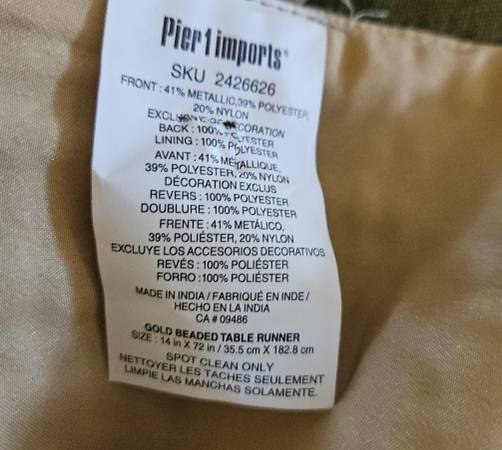 Pier 1 imports®
SKU 2426626
FRONT : 41% METALLIC,39% POLYESTER,
20% NYLON
DECORATION
BACK : 100% POLYESTER
LINING : 100% POLYESTER
AVANT : 41% MÉTALLIQUE,
39% POLYESTER, 20% NYLON
DÉCORATION EXCLUS
REVERS : 100% POLYESTER
DOUBLURE : 100% POLYESTER
FRENTE : 41% METÁLICO,
39% POLIÉSTER, 20% NYLON
EXCLUYE LOS ACCESORIOS DECORATIVOS
REVÉS : 100% POLIÉSTER
FORRO :100% POLIÉSTER
MADE IN INDIA / FABRIQUÉ EN INDE /
HECHO EN LA INDIA
CA # 09486
GOLD BEADED TABLE RUNNER
SIZE : 14 in X 72 in / 35.5 cm X 182.8 cm
SPOT CLEAN ONLY
NETTOYER LES TACHES SEULEMENT
LIMPIE LAS MANCHAS SOLAMENTE.